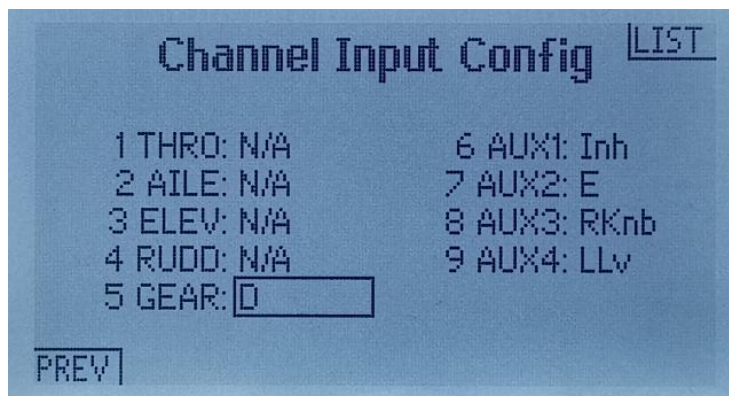 LIST
Channel Input Config
1 THRO: N/A
2 AILE: N/A
3 ELEV: N/A
4 RUDD: N/A
5 GEAR: D
6 AUX1: Inh
7 AUX2: E
8 AUX3: RKnb
9 AUX4: LLv
PREV